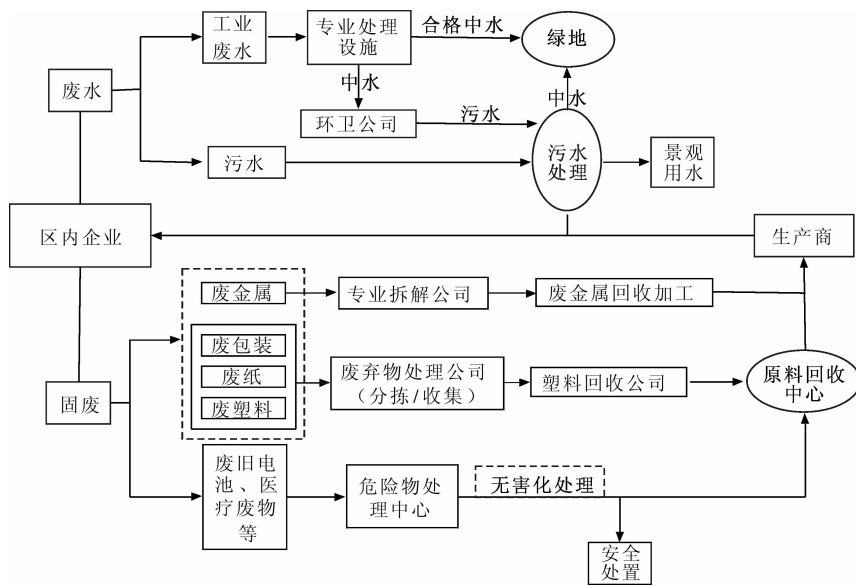 工业
废水
专业处理
设施
合格中水
绿地
废水
中水
中水
环卫公司
污水
污水
污水
处理
景观
用水
区内企业
生产商
废金属
专业拆解公司
废金属回收加工
废包装
废纸
废塑料
废弃物处理公司
（分拣/收集）
塑料回收公司
原料回收
中心
固废
废旧电
池、医
疗废物
等
危险物处
理中心
无害化处理
安全
处置